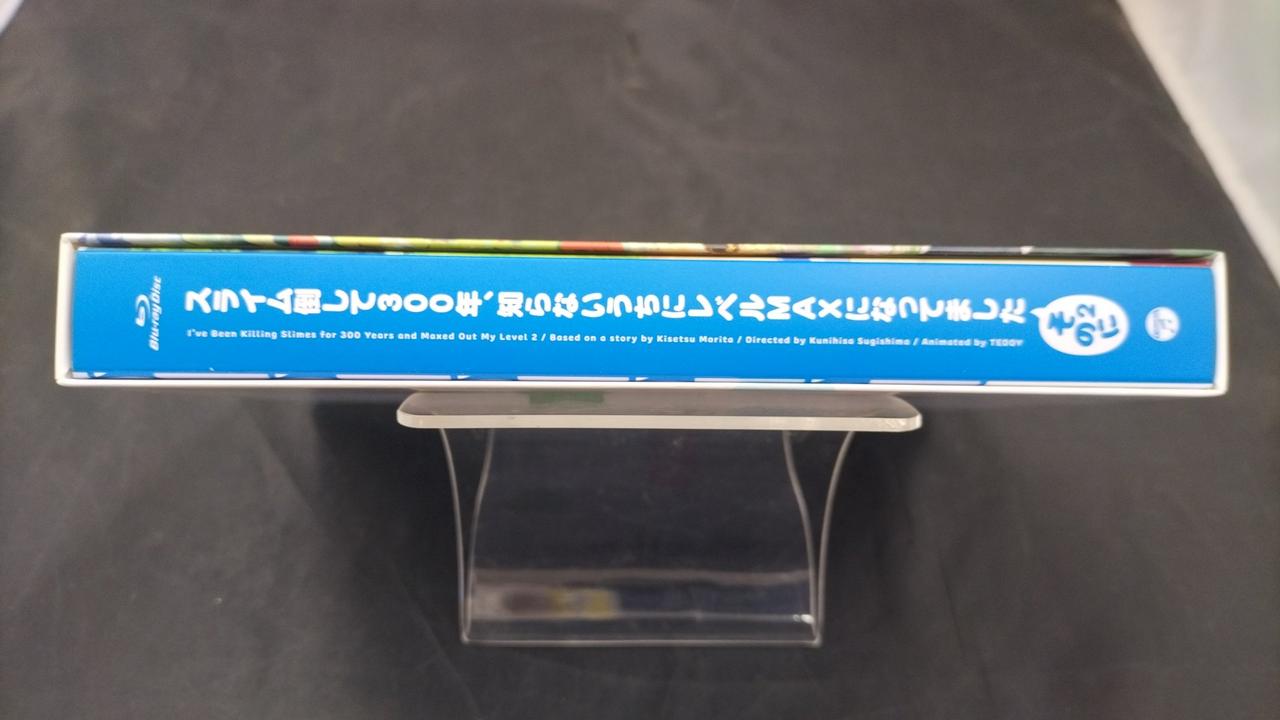 Blu-ray Disc
スライム倒して300年、知らないうちにレベルMAXになってました
I've Been Killing Slimes for 300 Years and Maxed Out My Level 2 / Based on a story by Kisetsu Morita / Directed by Kunihisa Sugishima / Animated by TEDDY
その2に